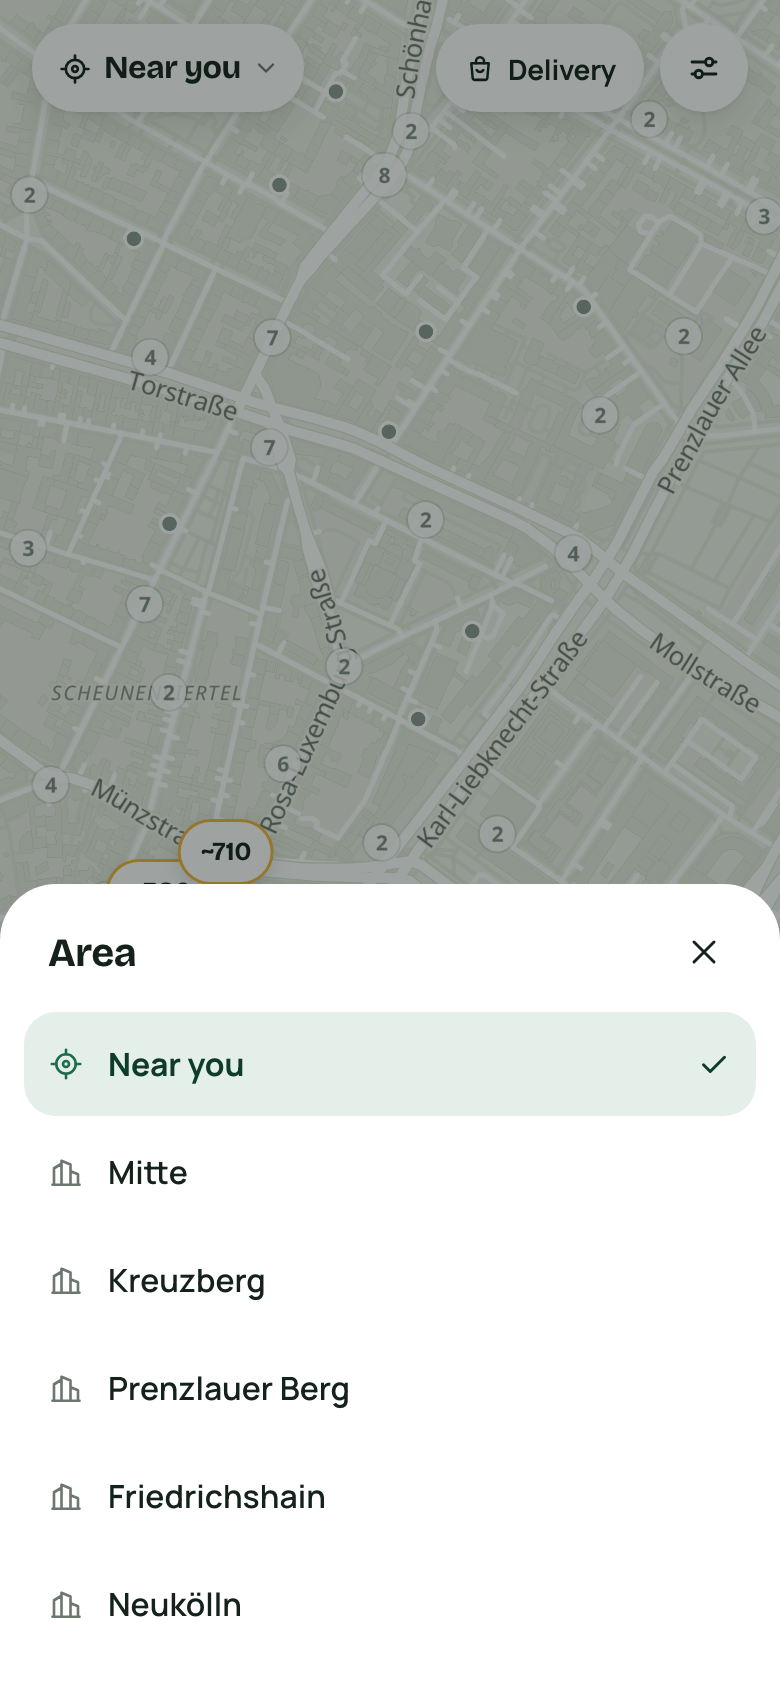 Near you
Delivery
Schönha
2
2
8
2
3
7
2
4
Torstraße
Prenzlauer Allee
2
7
2
3
4
7
Rosa-Luxembu
-Straße
2
Mollstraße
SCHEUNE
2
ERTEL
6
Karl-Liebknecht-Straße
4
Münzstra
2
2
~710
Area
Near you
Mitte
Kreuzberg
Prenzlauer Berg
Friedrichshain
Neukölln